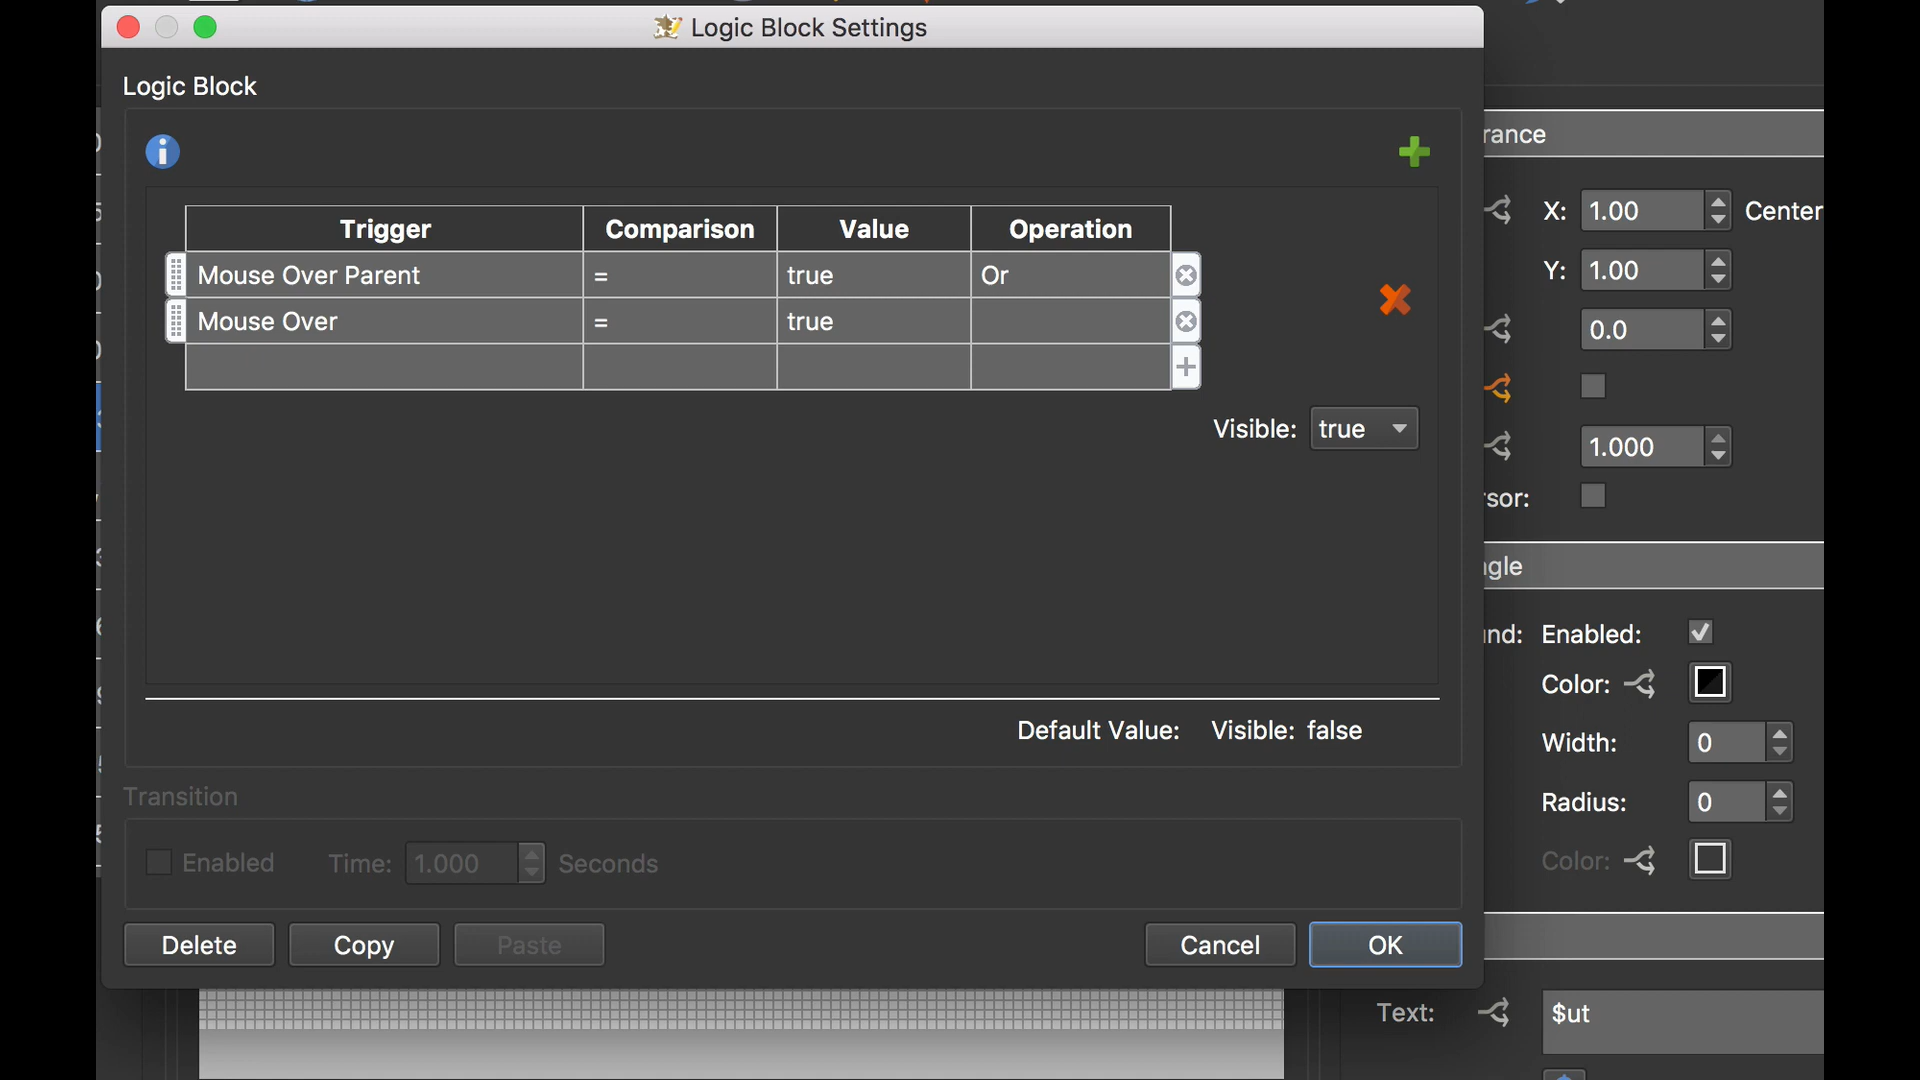 Logic Block Settings
Logic Block
Trigger Comparison Value Operation
Mouse Over Parent = true Or
Mouse Over = true
Visible: true
Default Value: Visible: false
Transition
Enabled Time: 1.000 Seconds
Delete Copy Paste Cancel OK
rance
X: 1.00 Center
Y: 1.00
0.0
1.000
sor:
gle
nd: Enabled:
Color:
Width: 0
Radius: 0
Color:
Text: $ut